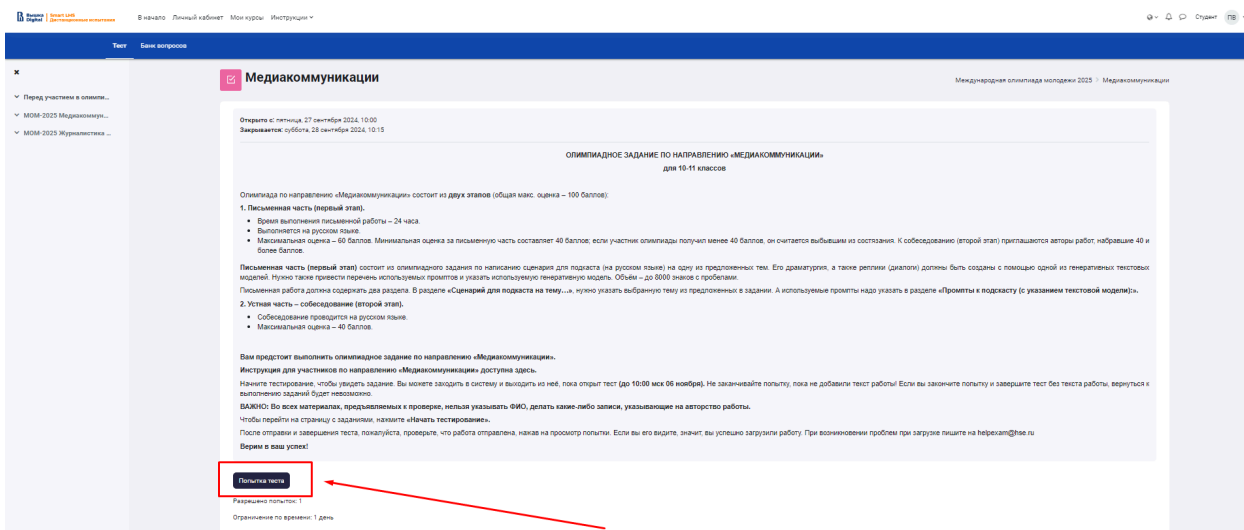 Вышка Digital Smart LMS Дистанционные испытания В начало Личный кабинет Мои курсы Инструкции Студент ПВ
Тест Банк вопросов
Перед участием в олимпи...
МОМ-2025 Медиакоммун...
МОМ-2025 Журналистика ...
Медиакоммуникации
Международная олимпиада молодежи 2025 Медиакоммуникации
Открыто с: пятница, 27 сентября 2024, 10:00
Закрывается: суббота, 28 сентября 2024, 10:15
ОЛИМПИАДНОЕ ЗАДАНИЕ ПО НАПРАВЛЕНИЮ «МЕДИАКОММУНИКАЦИИ»
для 10-11 классов
Олимпиада по направлению «Медиакоммуникации» состоит из двух этапов (общая макс. оценка – 100 баллов):
1. Письменная часть (первый этап).
Время выполнения письменной работы – 24 часа.
Выполняется на русском языке.
Максимальная оценка – 60 баллов. Минимальная оценка за письменную часть составляет 40 баллов; если участник олимпиады получил менее 40 баллов, он считается выбывшим из состязания. К собеседованию (второй этап) приглашаются авторы работ, набравшие 40 и
более баллов.
Письменная часть (первый этап) состоит из олимпиадного задания по написанию сценария для подкаста (на русском языке) на одну из предложенных тем. Его драматургия, а также реплики (диалоги) должны быть созданы с помощью одной из генеративных текстовых
моделей. Нужно также привести перечень используемых промптов и указать используемую генеративную модель. Объём – до 8000 знаков с пробелами.
Письменная работа должна содержать два раздела. В разделе «Сценарий для подкаста на тему…», нужно указать выбранную тему из предложенных в задании. А используемые промпты надо указать в разделе «Промпты к подскасту (с указанием текстовой модели):».
2. Устная часть – собеседование (второй этап).
Собеседование проводится на русском языке.
Максимальная оценка – 40 баллов.
Вам предстоит выполнить олимпиадное задание по направлению «Медиакоммуникации».
Инструкция для участников по направлению «Медиакоммуникации» доступна здесь.
Начните тестирование, чтобы увидеть задание. Вы можете заходить в систему и выходить из неё, пока открыт тест (до 10:00 мск 06 ноября). Не заканчивайте попытку, пока не добавили текст работы! Если вы закончите попытку и завершите тест без текста работы, вернуться к
выполнению заданий будет невозможно.
ВАЖНО: Во всех материалах, предъявляемых к проверке, нельзя указывать ФИО, делать какие-либо записи, указывающие на авторство работы.
Чтобы перейти на страницу с заданиями, нажмите «Начать тестирование».
После отправки и завершения теста, пожалуйста, проверьте, что работа отправлена, нажав на просмотр попытки. Если вы его видите, значит, вы успешно загрузили работу. При возникновении проблем при загрузке пишите на helpexam@hse.ru
Верим в ваш успех!
Попытка теста
Разрешено попыток: 1
Ограничение по времени: 1 день